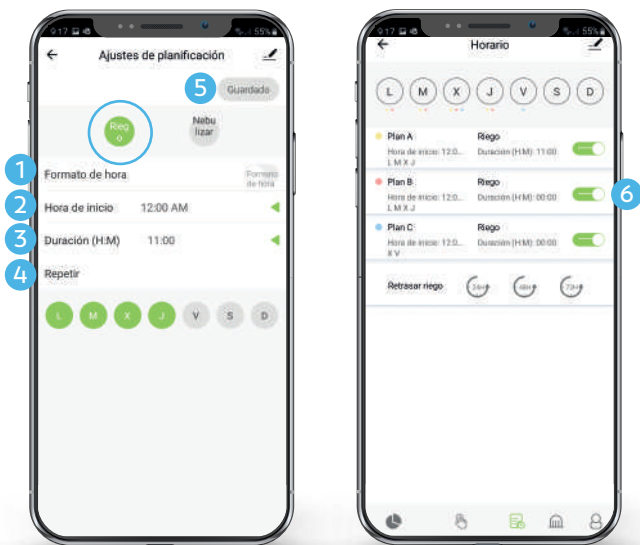 9:17
55%
Ajustes de planificación
5
Guardado
Rieg
o
Nebu
lizar
1
Formato de hora
Formato
de hora
2
Hora de inicio 12:00 AM
3
Duración (H:M) 11:00
4
Repetir
L M X J V S D
9:17
55%
Horario
L M X J V S D
Plan A Riego
Hora de inicio: 12:0... Duración (H:M): 11:00
L M X J
Plan B Riego
Hora de inicio: 12:0... Duración (H:M): 00:00
L M X J
6
Plan C Riego
Hora de inicio: 12:0... Duración (H:M): 00:00
X V
Retrasar riego 24H 48H 72H